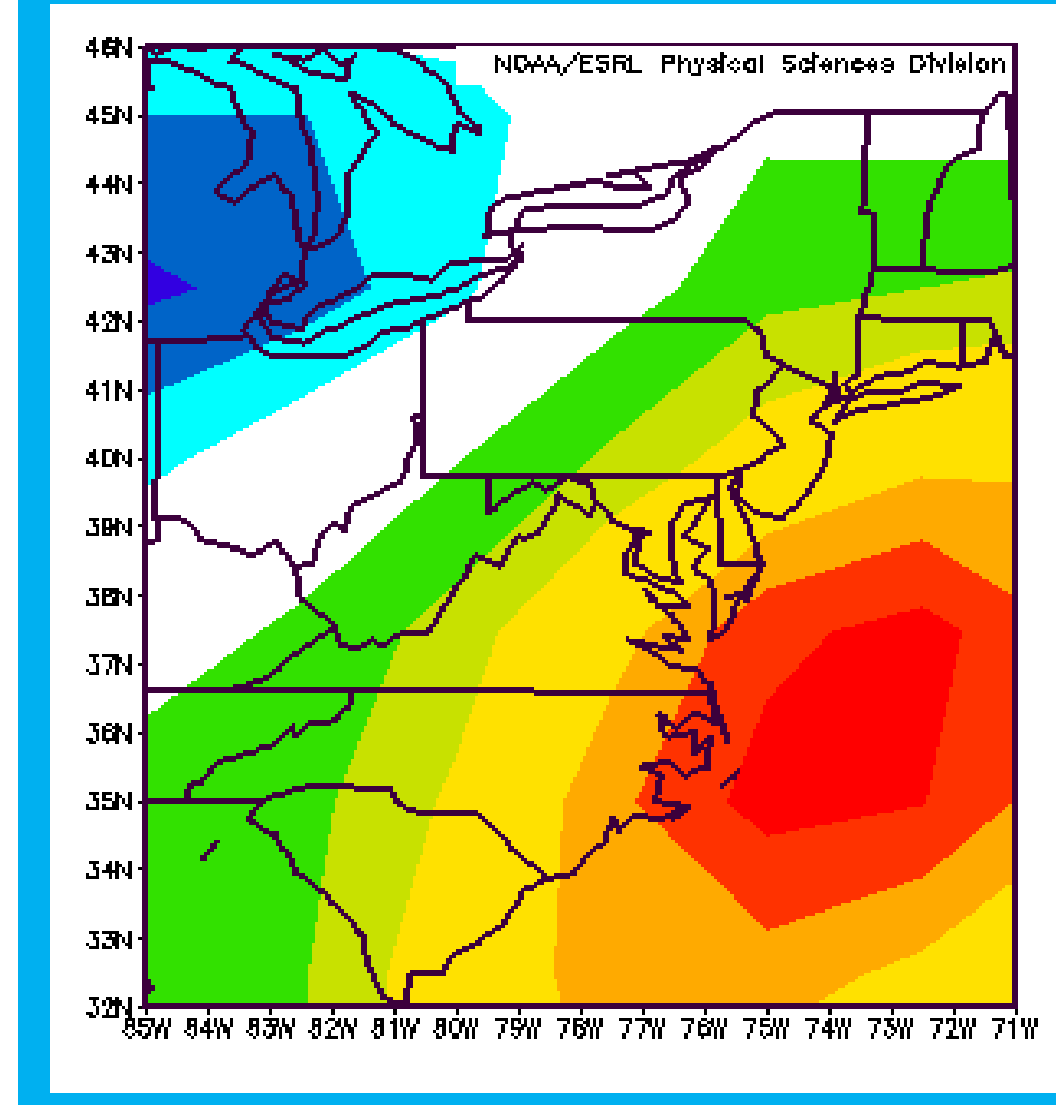 46N
NOAA/ESRL Physical Sciences Division
45N
44N
43N
42N
41N
40N
39N
38N
37N
36N
35N
34N
33N
32N
85W 84W 83W 82W 81W 80W 79W 78W 77W 76W 75W 74W 73W 72W 71W